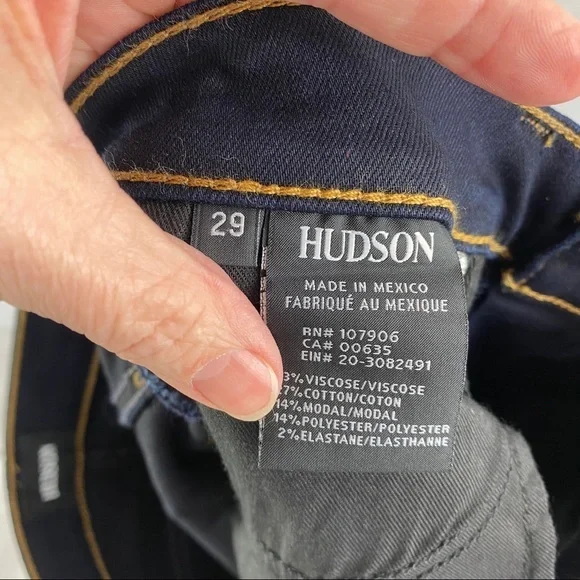 29
HUDSON
MADE IN MEXICO
FABRIQUÉ AU MEXIQUE
RN# 107906
CA# 00635
EIN# 20-3082491
3%VISCOSE/VISCOSE
7%COTTON/COTON
14%MODAL/MODAL
14%POLYESTER/POLYESTER
2%ELASTANE/ELASTHANNE
HUDSON